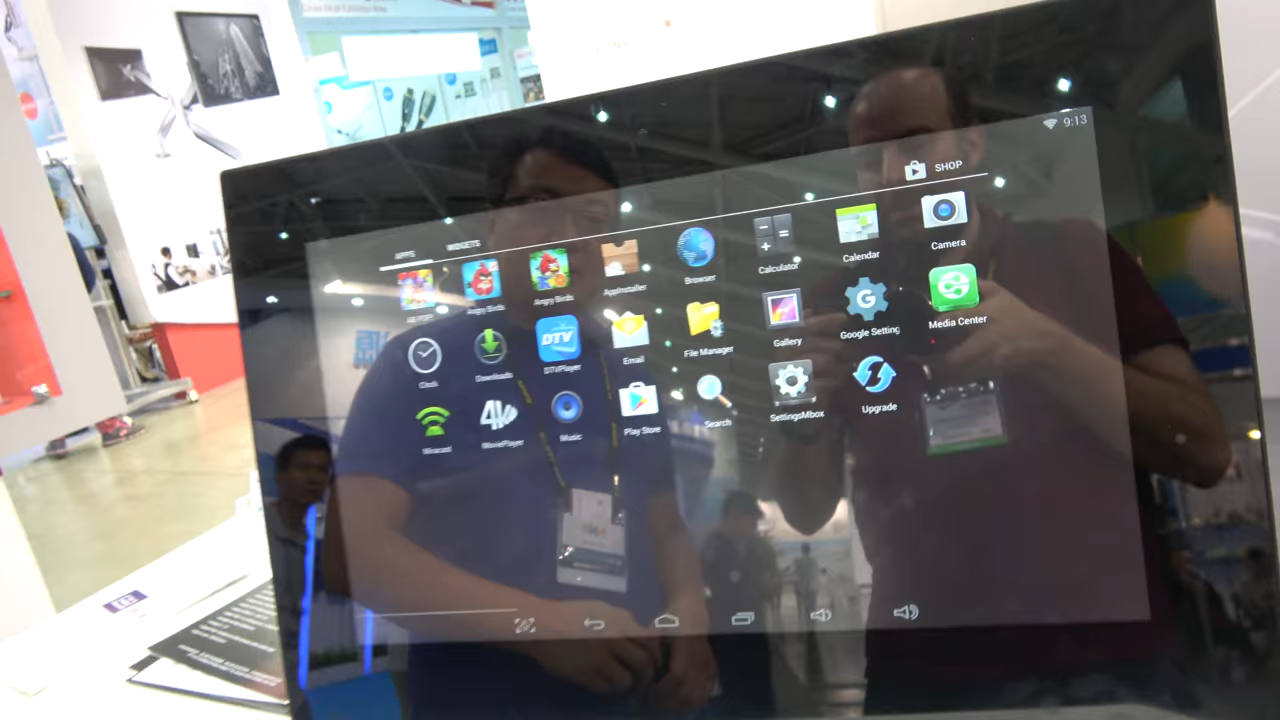 9:13
SHOP
APPS WIDGETS
Angry Birds Angry Birds AppInstaller Browser Calculator Calendar Camera
Clock Downloads DTVPlayer Email File Manager Gallery Google Setting Media Center
DTV
G
Miracast MoviePlayer Music Play Store Search SettingsMbox Upgrade
4K